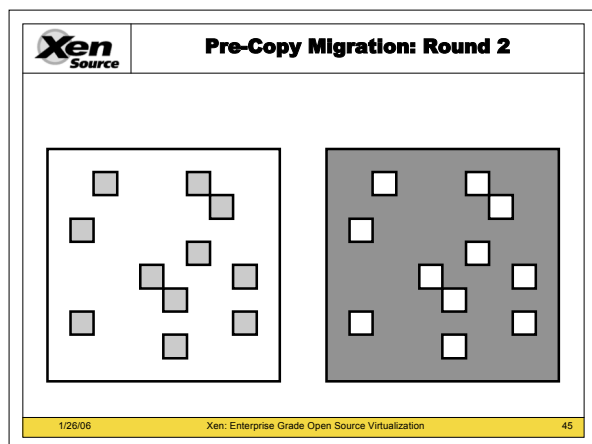 Xen
Source
Pre-Copy Migration: Round 2
1/26/06
Xen: Enterprise Grade Open Source Virtualization
45